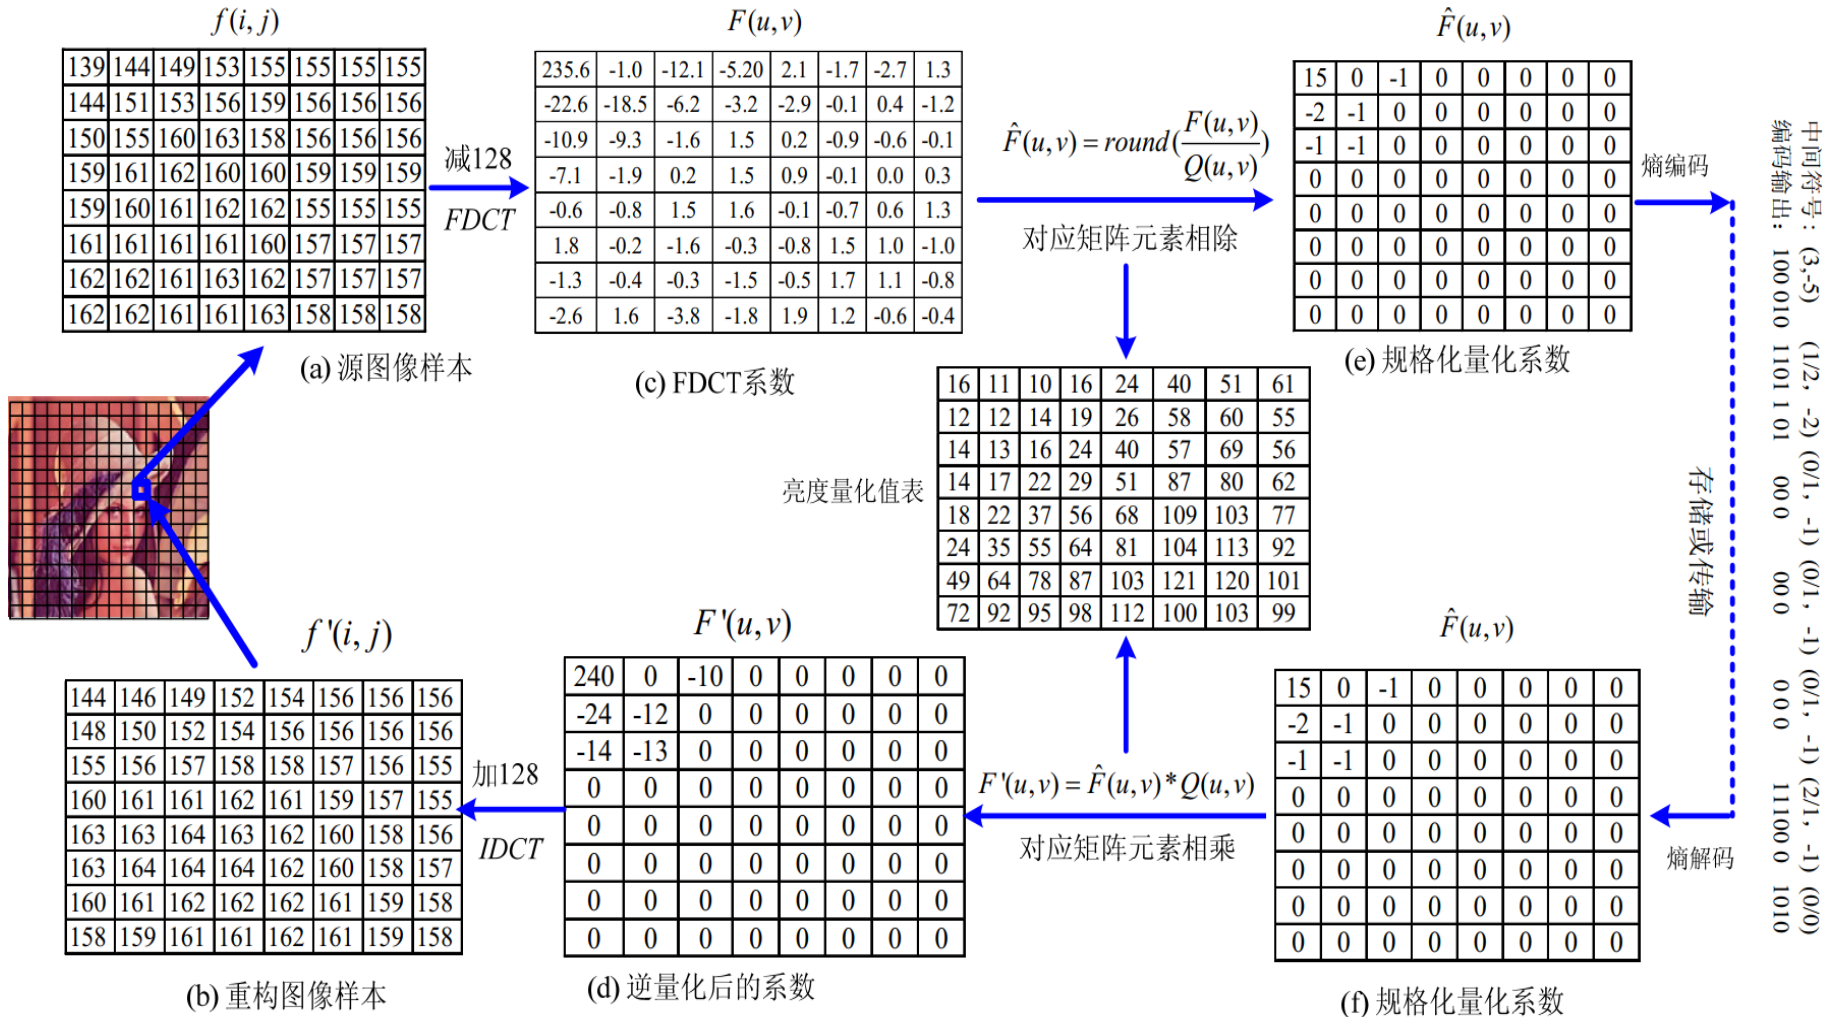 f(i, j)
139 144 149 153 155 155 155 155
144 151 153 156 159 156 156 156
150 155 160 163 158 156 156 156
159 161 162 160 160 159 159 159
159 160 161 162 162 155 155 155
161 161 161 161 160 157 157 157
162 162 161 163 162 157 157 157
162 162 161 161 163 158 158 158
(a) 源图像样本
减128
FDCT
F(u, v)
235.6 -1.0 -12.1 -5.20 2.1 -1.7 -2.7 1.3
-22.6 -18.5 -6.2 -3.2 -2.9 -0.1 0.4 -1.2
-10.9 -9.3 -1.6 1.5 0.2 -0.9 -0.6 -0.1
-7.1 -1.9 0.2 1.5 0.9 -0.1 0.0 0.3
-0.6 -0.8 1.5 1.6 -0.1 -0.7 0.6 1.3
1.8 -0.2 -1.6 -0.3 -0.8 1.5 1.0 -1.0
-1.3 -0.4 -0.3 -1.5 -0.5 1.7 1.1 -0.8
-2.6 1.6 -3.8 -1.8 1.9 1.2 -0.6 -0.4
(c) FDCT系数
F̂(u, v) = round(F(u, v)/Q(u, v))
对应矩阵元素相除
F̂(u, v)
15 0 -1 0 0 0 0 0
-2 -1 0 0 0 0 0 0
-1 -1 0 0 0 0 0 0
0 0 0 0 0 0 0 0
0 0 0 0 0 0 0 0
0 0 0 0 0 0 0 0
0 0 0 0 0 0 0 0
0 0 0 0 0 0 0 0
(e) 规格化量化系数
熵编码
中间符号: (3,-5) (1/2, -2) (0/1, -1) (0/1, -1) (0/1, -1) (2/1, -1) (0/0)
编码输出: 100 010 1101 1 01 00 0 00 0 0 0 0 11100 0 1010
存储或传输
亮度量化值表
16 11 10 16 24 40 51 61
12 12 14 19 26 58 60 55
14 13 16 24 40 57 69 56
14 17 22 29 51 87 80 62
18 22 37 56 68 109 103 77
24 35 55 64 81 104 113 92
49 64 78 87 103 121 120 101
72 92 95 98 112 100 103 99
熵解码
F̂(u, v)
15 0 -1 0 0 0 0 0
-2 -1 0 0 0 0 0 0
-1 -1 0 0 0 0 0 0
0 0 0 0 0 0 0 0
0 0 0 0 0 0 0 0
0 0 0 0 0 0 0 0
0 0 0 0 0 0 0 0
0 0 0 0 0 0 0 0
(f) 规格化量化系数
F'(u, v) = F̂(u, v)*Q(u, v)
对应矩阵元素相乘
F'(u, v)
240 0 -10 0 0 0 0 0
-24 -12 0 0 0 0 0 0
-14 -13 0 0 0 0 0 0
0 0 0 0 0 0 0 0
0 0 0 0 0 0 0 0
0 0 0 0 0 0 0 0
0 0 0 0 0 0 0 0
0 0 0 0 0 0 0 0
(d) 逆量化后的系数
加128
IDCT
f'(i, j)
144 146 149 152 154 156 156 156
148 150 152 154 156 156 156 156
155 156 157 158 158 157 156 155
160 161 161 162 161 159 157 155
163 163 164 163 162 160 158 156
163 164 164 164 162 160 158 157
160 161 162 162 162 161 159 158
158 159 161 161 162 161 159 158
(b) 重构图像样本